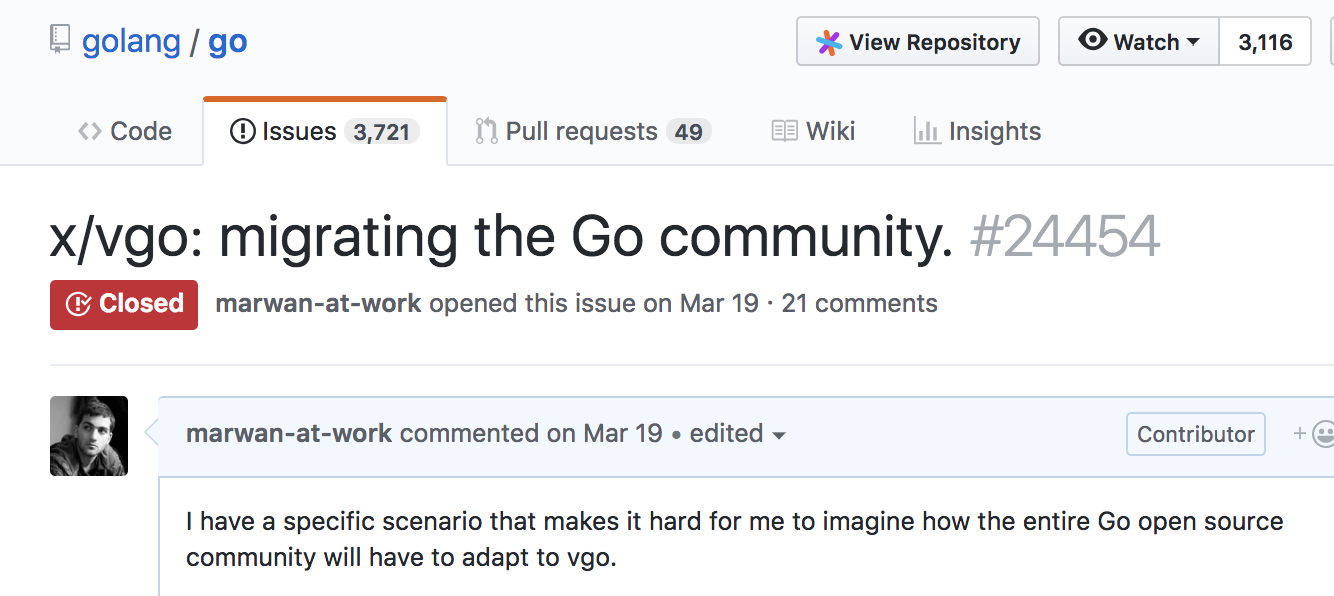 golang / go
View Repository
Watch
3,116
Code
Issues 3,721
Pull requests 49
Wiki
Insights
x/vgo: migrating the Go community. #24454
Closed
marwan-at-work opened this issue on Mar 19 · 21 comments
marwan-at-work commented on Mar 19 • edited
Contributor
+
I have a specific scenario that makes it hard for me to imagine how the entire Go open source
community will have to adapt to vgo.